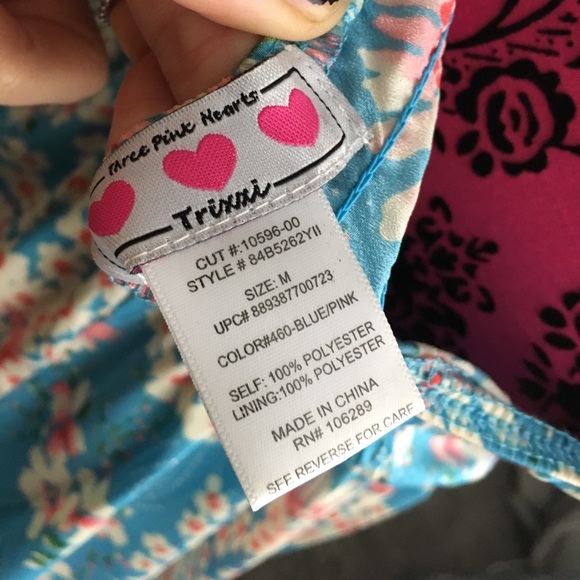 Three Pink Hearts
Trixxi
CUT #:10596-00
STYLE # 84B5262YII
SIZE: M
UPC# 889387700723
COLOR#460-BLUE/PINK
SELF: 100% POLYESTER
LINING:100% POLYESTER
MADE IN CHINA
RN# 106289
SEE REVERSE FOR CARE